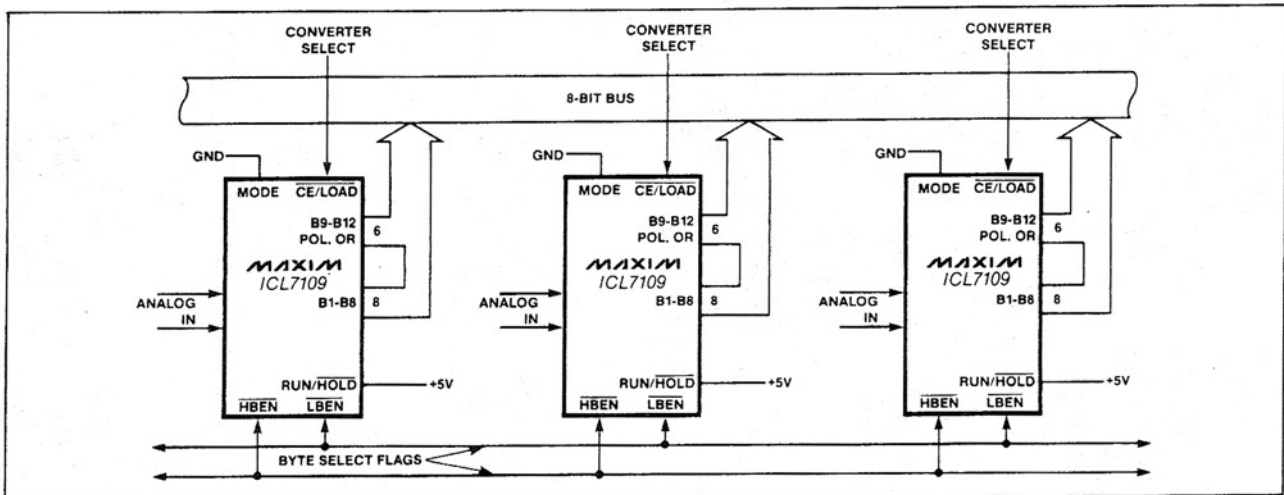 CONVERTER
SELECT
CONVERTER
SELECT
CONVERTER
SELECT
8-BIT BUS
GND
MODE
CE/LOAD
B9-B12
POL, OR
6
MAXIM
ICL7109
B1-B8
8
ANALOG
IN
RUN/HOLD
+5V
HBEN
LBEN
GND
MODE
CE/LOAD
B9-B12
POL, OR
6
MAXIM
ICL7109
B1-B8
8
ANALOG
IN
RUN/HOLD
+5V
HBEN
LBEN
GND
MODE
CE/LOAD
B9-B12
POL, OR
6
MAXIM
ICL7109
B1-B8
8
ANALOG
IN
RUN/HOLD
+5V
HBEN
LBEN
BYTE SELECT FLAGS